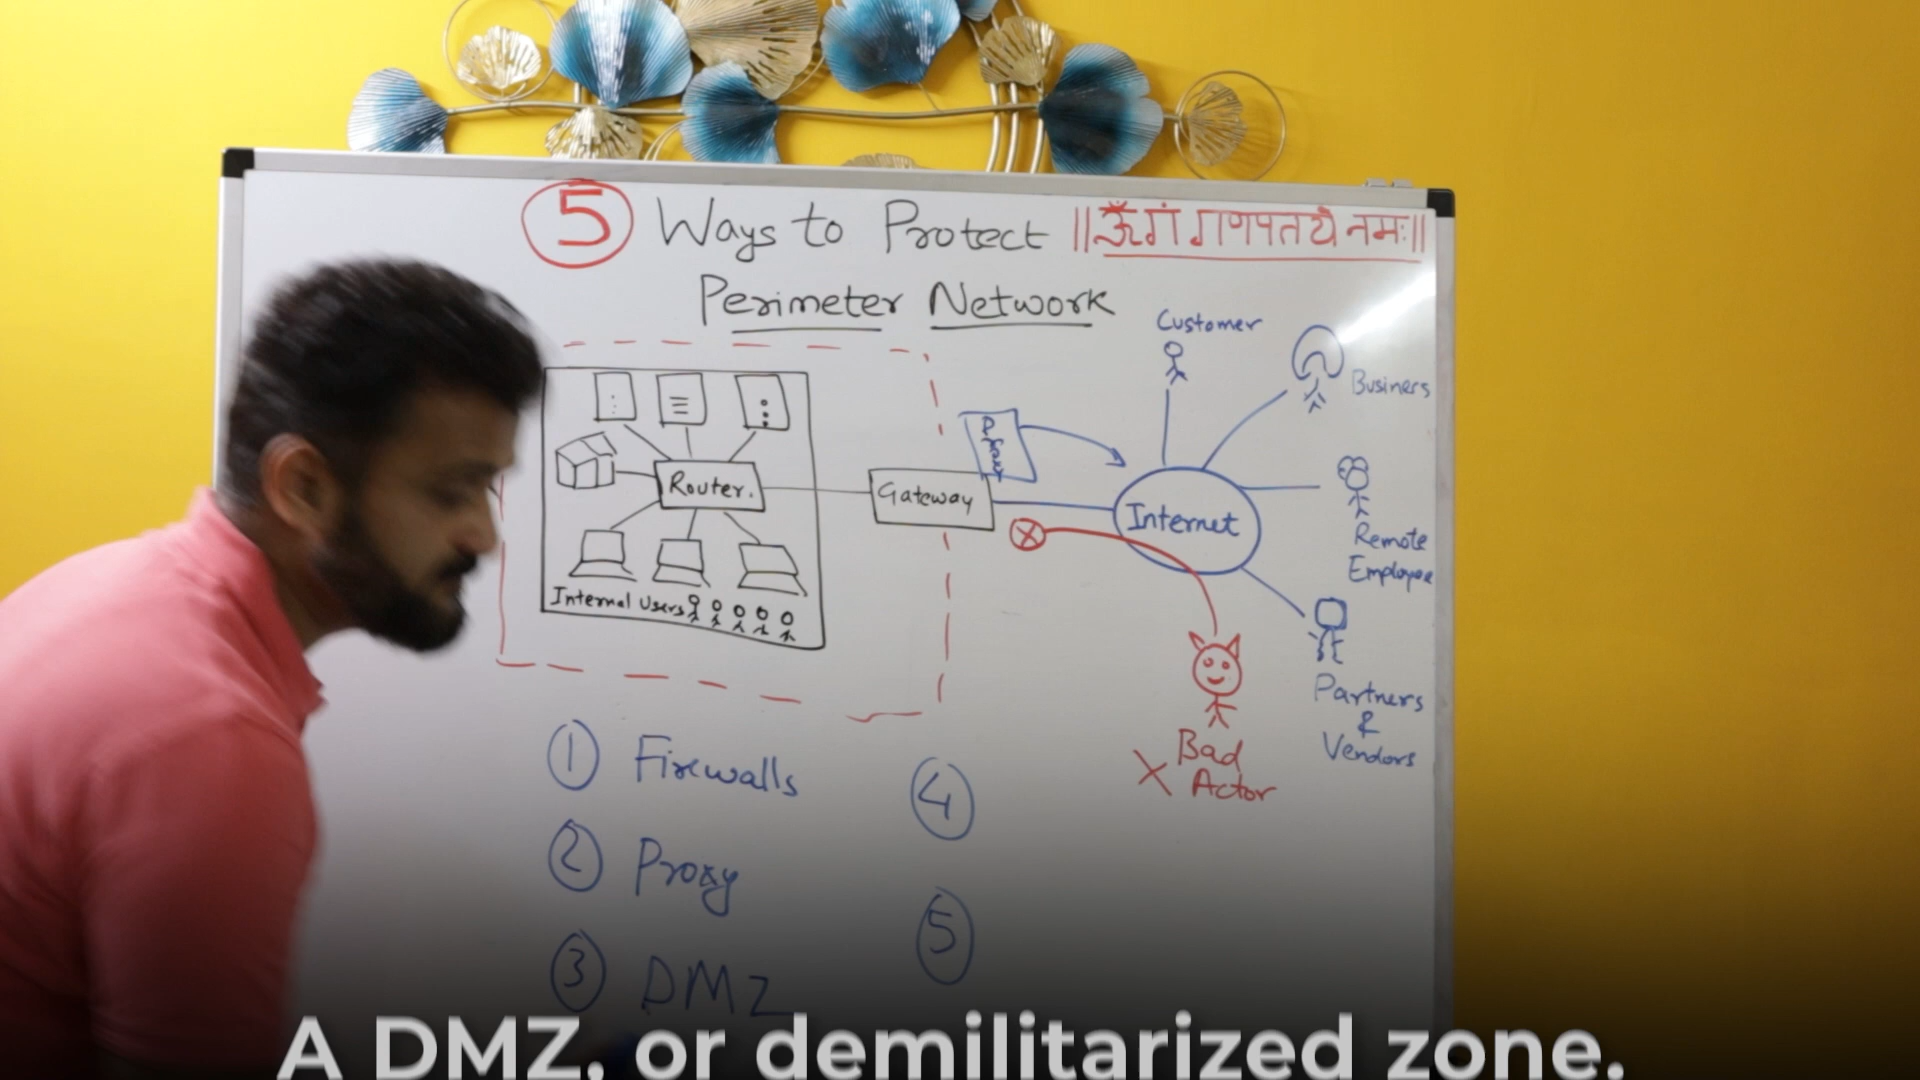 5 Ways to Protect ||ॐ गं गणपतये नमः||
Perimeter Network
Customer
Business
Proxy
Router.
Gateway
Internet
Remote
Employee
Internal Users
Partners
&
Vendors
Bad
Actor
1 Firewalls
2 Proxy
3 DMZ
4
5
A DMZ, or demilitarized zone.